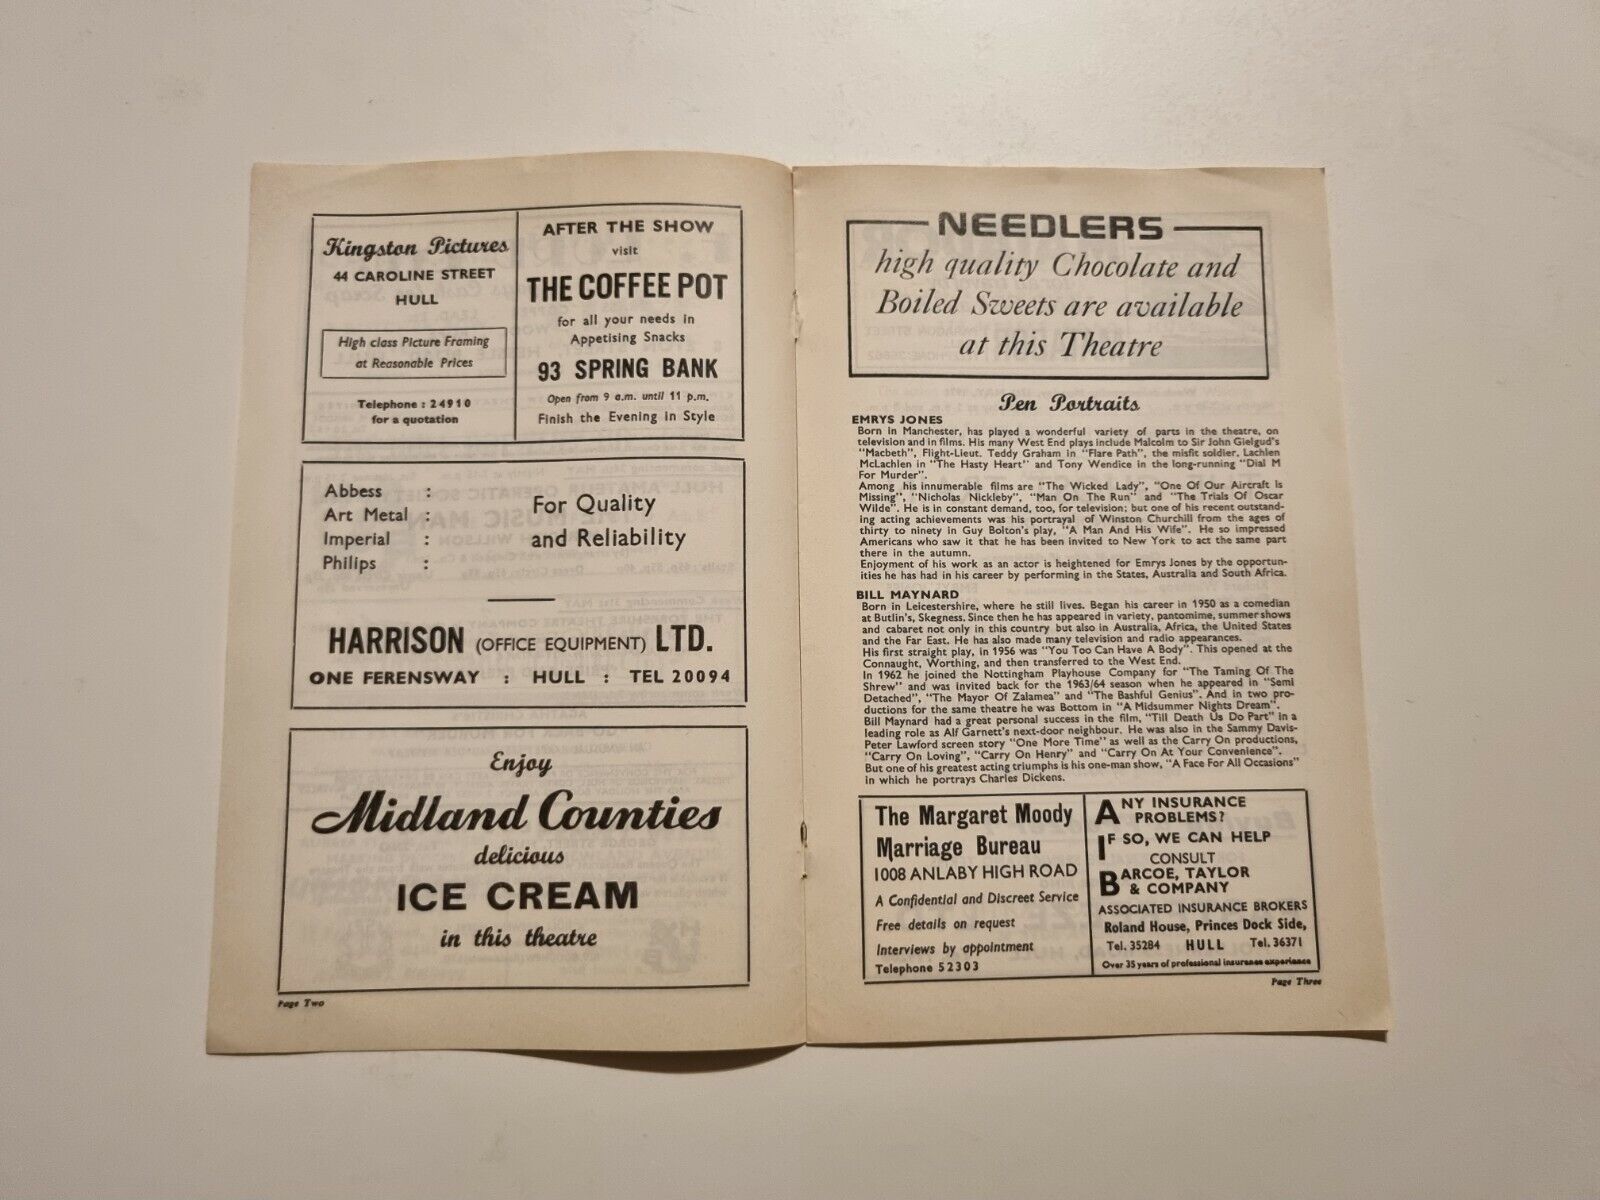 Kingston Pictures
44 CAROLINE STREET
HULL
High class Picture Framing
at Reasonable Prices
Telephone : 24910
for a quotation
AFTER THE SHOW
visit
THE COFFEE POT
for all your needs in
Appetising Snacks
93 SPRING BANK
Open from 9 a.m. until 11 p.m.
Finish the Evening in Style
Abbess :
Art Metal :
Imperial :
Philips :
For Quality
and Reliability
HARRISON (OFFICE EQUIPMENT) LTD.
ONE FERENSWAY : HULL : TEL 20094
Enjoy
Midland Counties
delicious
ICE CREAM
in this theatre
Page Two
NEEDLERS
high quality Chocolate and
Boiled Sweets are available
at this Theatre
Pen Portraits
EMRYS JONES
Born in Manchester, has played a wonderful variety of parts in the theatre, on
television and in films. His many West End plays include Malcolm to Sir John Gielgud's
"Macbeth", Flight-Lieut. Teddy Graham in "Flare Path", the misfit soldier, Lachlen
McLachlen in "The Hasty Heart" and Tony Wendice in the long-running "Dial M
For Murder".
Among his inumerable films are "The Wicked Lady", "One Of Our Aircraft Is
Missing", "Nicholas Nickleby", "Man On The Run" and "The Trials Of Oscar
Wilde". He is in constant demand, too, for television; but one of his recent outstand-
ing acting achievements was his portrayal of Winston Churchill from the ages of
thirty to ninety in Guy Bolton's play, "A Man And His Wife". He so impressed
Americans who saw it that he has been invited to New York to act the same part
there in the autumn.
Enjoyment of his work as an actor is heightened for Emrys Jones by the opportun-
ities he has had in his career by performing in the States, Australia and South Africa.
BILL MAYNARD
Born in Leicestershire, where he still lives. Began his career in 1950 as a comedian
at Butlin's, Skegness. Since then he has appeared in variety, pantomime, summer shows
and cabaret not only in this country but also in Australia, Africa, the United States
and the Far East. He has also made many television and radio appearances.
His first straight play, in 1956 was "You Too Can Have A Body". This opened at the
Connaught, Worthing, and then transferred to the West End.
In 1962 he joined the Nottingham Playhouse Company for "The Taming Of The
Shrew" and was invited back for the 1963/64 season when he appeared in "Semi
Detached", "The Mayor Of Zalamea" and "The Bashful Genius". And in two pro-
ductions for the same theatre he was Bottom in "A Midsummer Nights Dream".
Bill Maynard had a great personal success in the film, "Till Death Us Do Part" in a
leading role as Alf Garnett's next-door neighbour. He was also in the Sammy Davis-
Peter Lawford screen story "One More Time" as well as the Carry On productions,
"Carry On Loving", "Carry On Henry" and "Carry On At Your Convenience".
But one of his greatest acting triumphs is his one-man show, "A Face For All Occasions"
in which he portrays Charles Dickens.
The Margaret Moody
Marriage Bureau
1008 ANLABY HIGH ROAD
A Confidential and Discreet Service
Free details on request
Interviews by appointment
Telephone 52303
ANY INSURANCE
PROBLEMS?
IF SO, WE CAN HELP
CONSULT
BARCOE, TAYLOR
& COMPANY
ASSOCIATED INSURANCE BROKERS
Roland House, Princes Dock Side,
Tel. 35284 HULL Tel. 36371
Over 35 years of professional insurance experience
Page Three